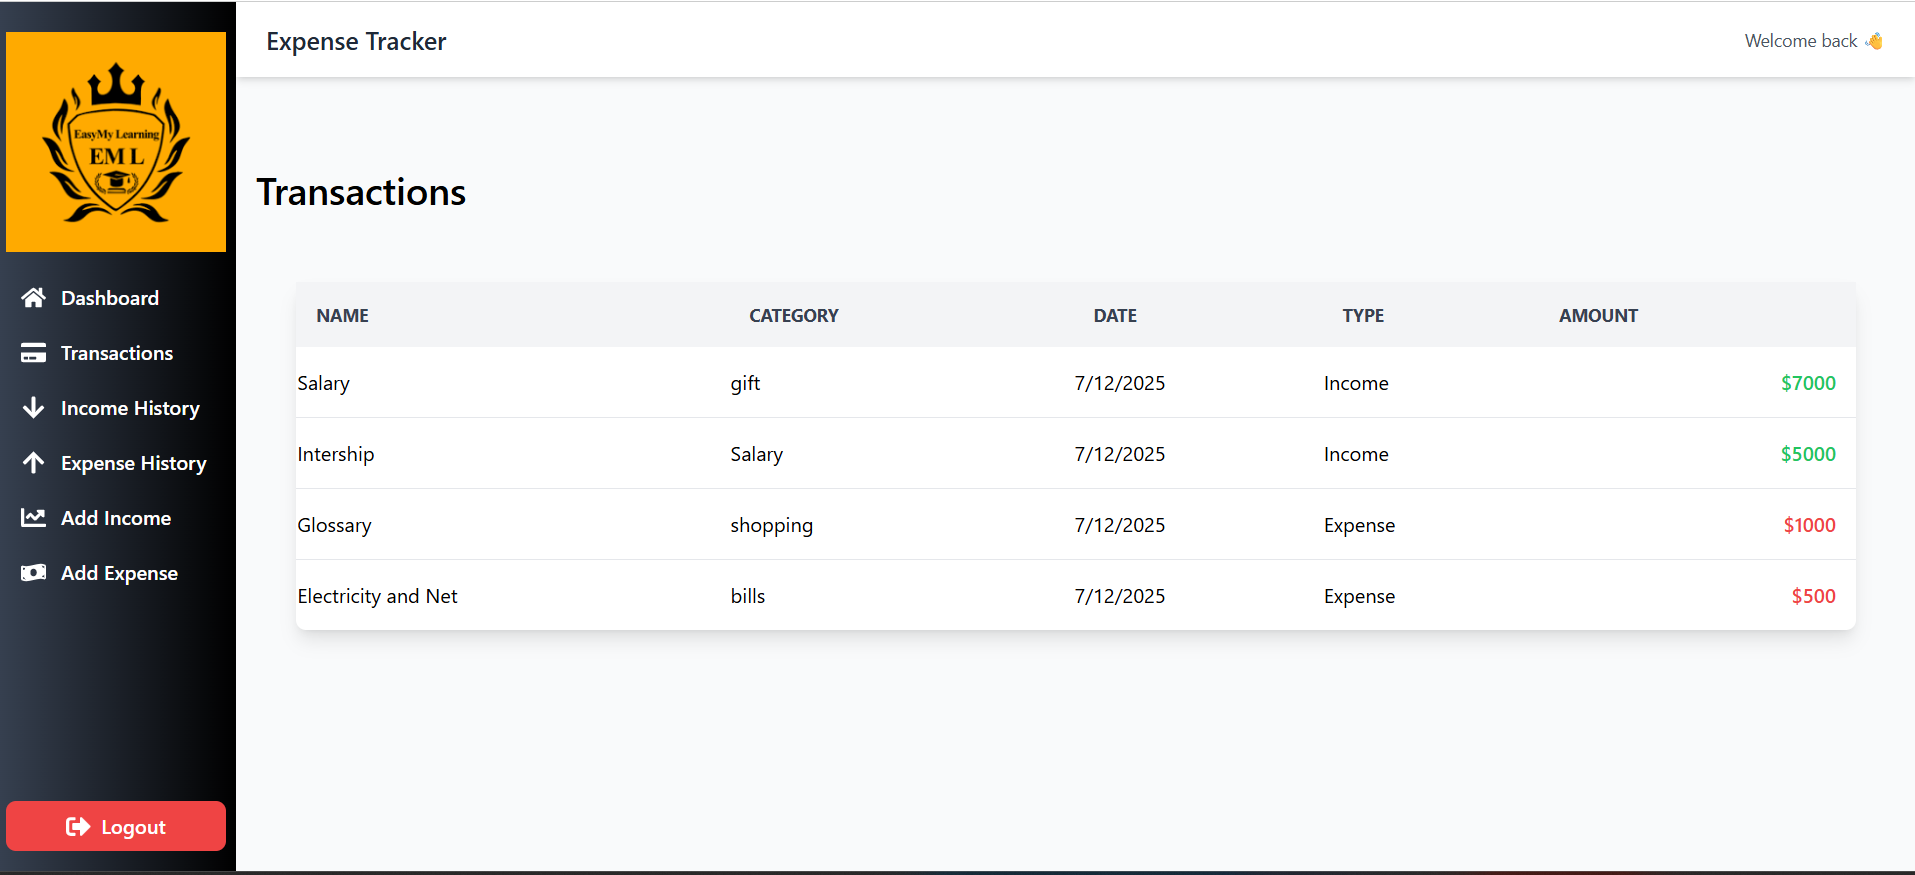 Expense Tracker
Welcome back 👋
EasyMy Learning
EM L
Dashboard
Transactions
Income History
Expense History
Add Income
Add Expense
Logout
Transactions
NAME CATEGORY DATE TYPE AMOUNT
Salary gift 7/12/2025 Income $7000
Intership Salary 7/12/2025 Income $5000
Glossary shopping 7/12/2025 Expense $1000
Electricity and Net bills 7/12/2025 Expense $500